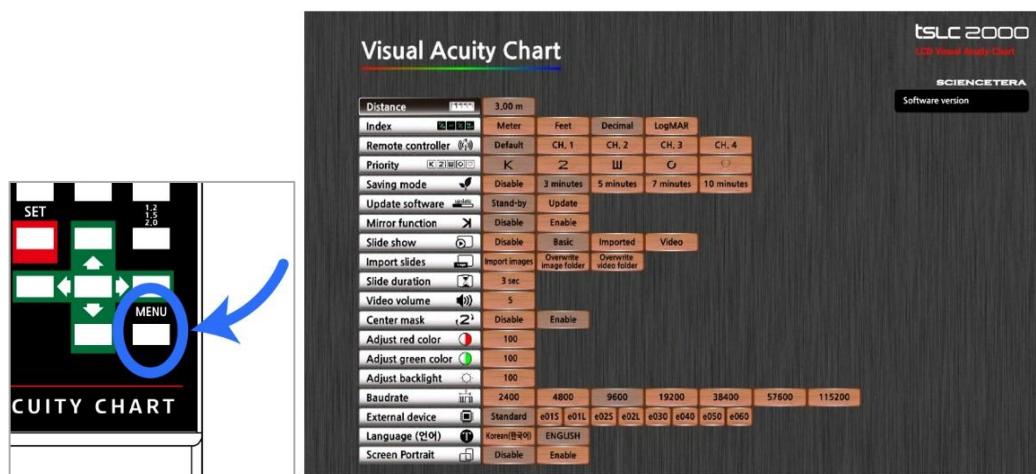 SET
1.2
1.5
2.0
MENU
CUITY CHART
Visual Acuity Chart
tSLC 2000
LCD Visual Acuity Chart
SCIENCETERA
Software version
Distance 3.00 m
Index Meter Feet Decimal LogMAR
Remote controller Default CH. 1 CH. 2 CH. 3 CH. 4
Priority K 2 Ш C
Saving mode Disable 3 minutes 5 minutes 7 minutes 10 minutes
Update software update Stand-by Update
Mirror function Disable Enable
Slide show Disable Basic Imported Video
Import slides Import images Overwrite image folder Overwrite video folder
Slide duration 3 sec
Video volume 5
Center mask 2 Disable Enable
Adjust red color 100
Adjust green color 100
Adjust backlight 100
Baudrate 2400 4800 9600 19200 38400 57600 115200
External device Standard e01S e01L e02S e02L e030 e040 e050 e060
Language (언어) Korean(한국어) ENGLISH
Screen Portrait Disable Enable